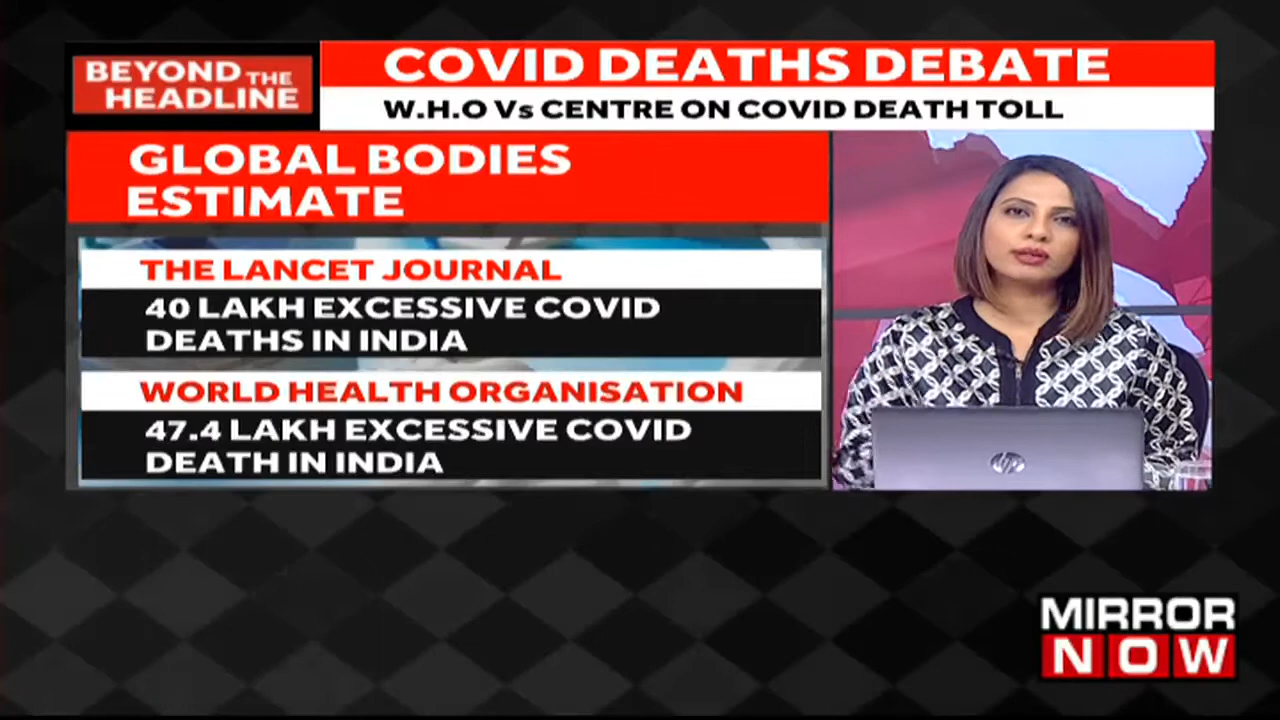 BEYOND THE
HEADLINE
COVID DEATHS DEBATE
W.H.O Vs CENTRE ON COVID DEATH TOLL
GLOBAL BODIES
ESTIMATE
THE LANCET JOURNAL
40 LAKH EXCESSIVE COVID
DEATHS IN INDIA
WORLD HEALTH ORGANISATION
47.4 LAKH EXCESSIVE COVID
DEATH IN INDIA
hp
MIRROR
NOW